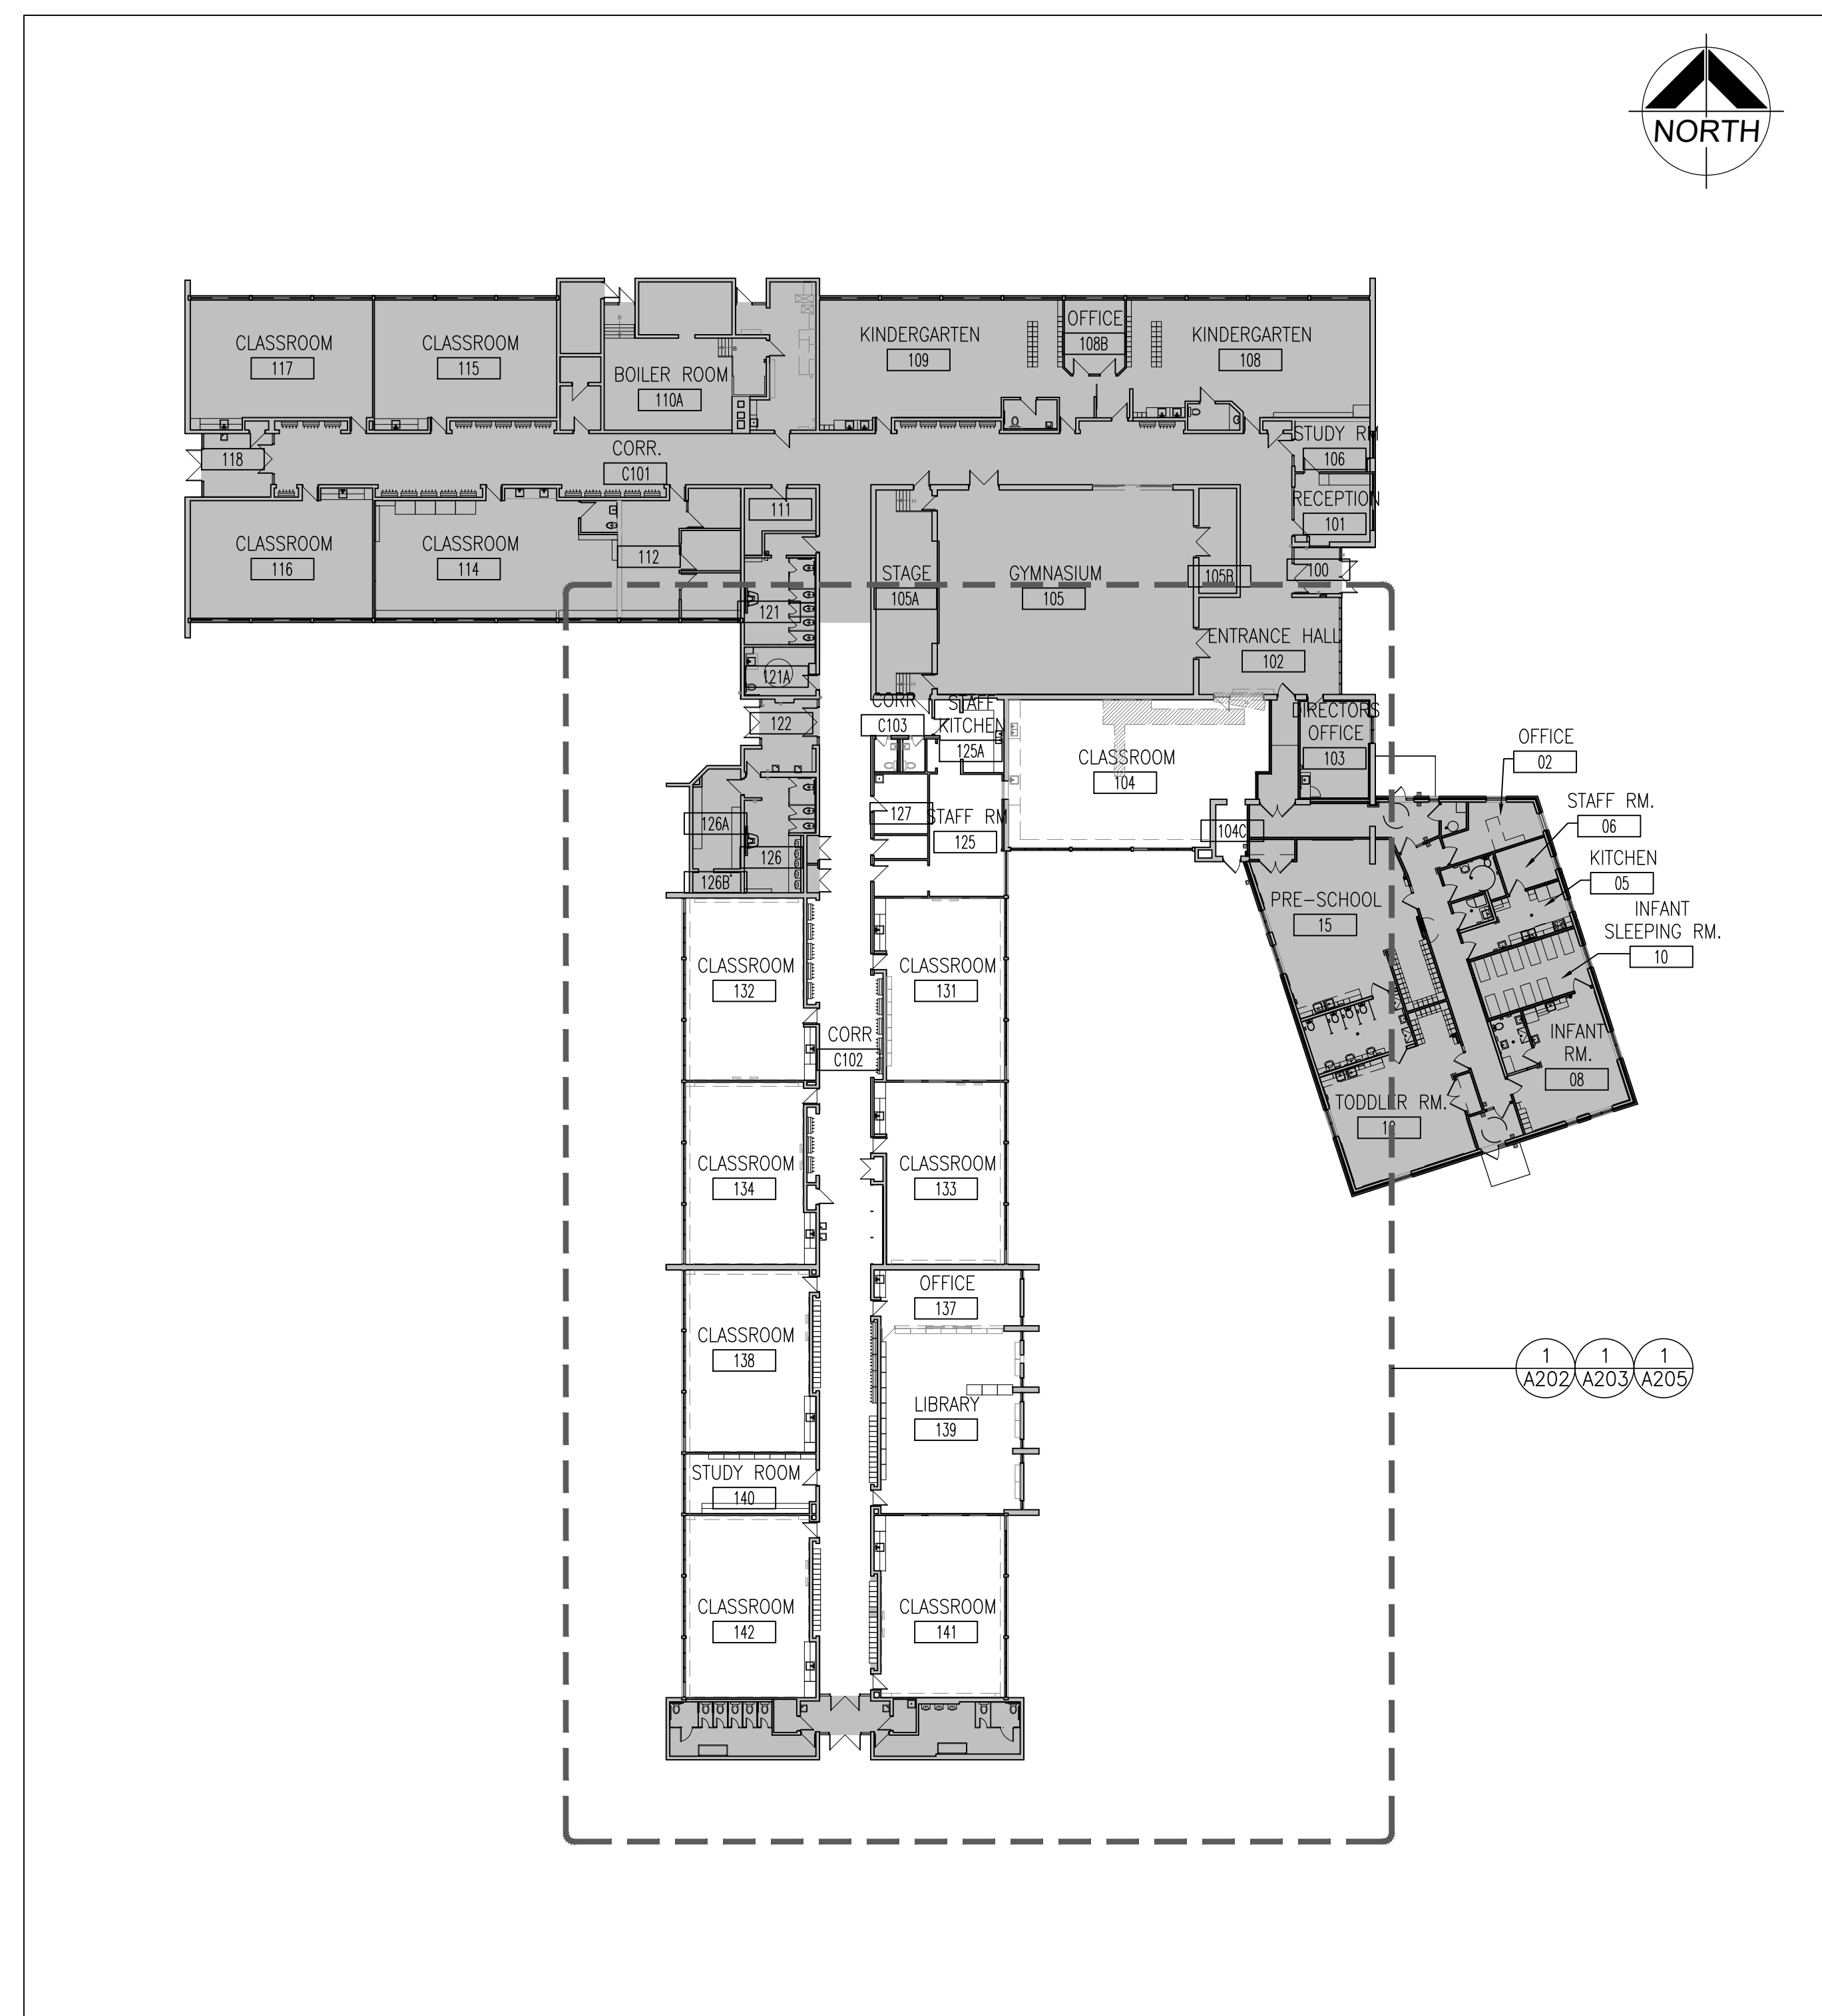 NORTH
CLASSROOM
117
CLASSROOM
115
BOILER ROOM
110A
KINDERGARTEN
109
OFFICE
108B
KINDERGARTEN
108
118
CORR.
C101
STUDY RM
106
RECEPTION
101
CLASSROOM
116
CLASSROOM
114
112
111
STAGE
105A
GYMNASIUM
105
105B
100
121
ENTRANCE HALL
102
121A
122
CORR
C103
STAFF
KITCHEN
125A
CLASSROOM
104
DIRECTORS
OFFICE
103
OFFICE
02
STAFF RM.
06
KITCHEN
05
INFANT
SLEEPING RM.
10
126A
126
126B
127
STAFF RM
125
104C
PRE-SCHOOL
15
CLASSROOM
132
CLASSROOM
131
CORR
C102
INFANT
RM.
08
TODDLER RM.
CLASSROOM
134
CLASSROOM
133
CLASSROOM
138
OFFICE
137
LIBRARY
139
STUDY ROOM
140
CLASSROOM
142
CLASSROOM
141
1
A202
1
A203
1
A205